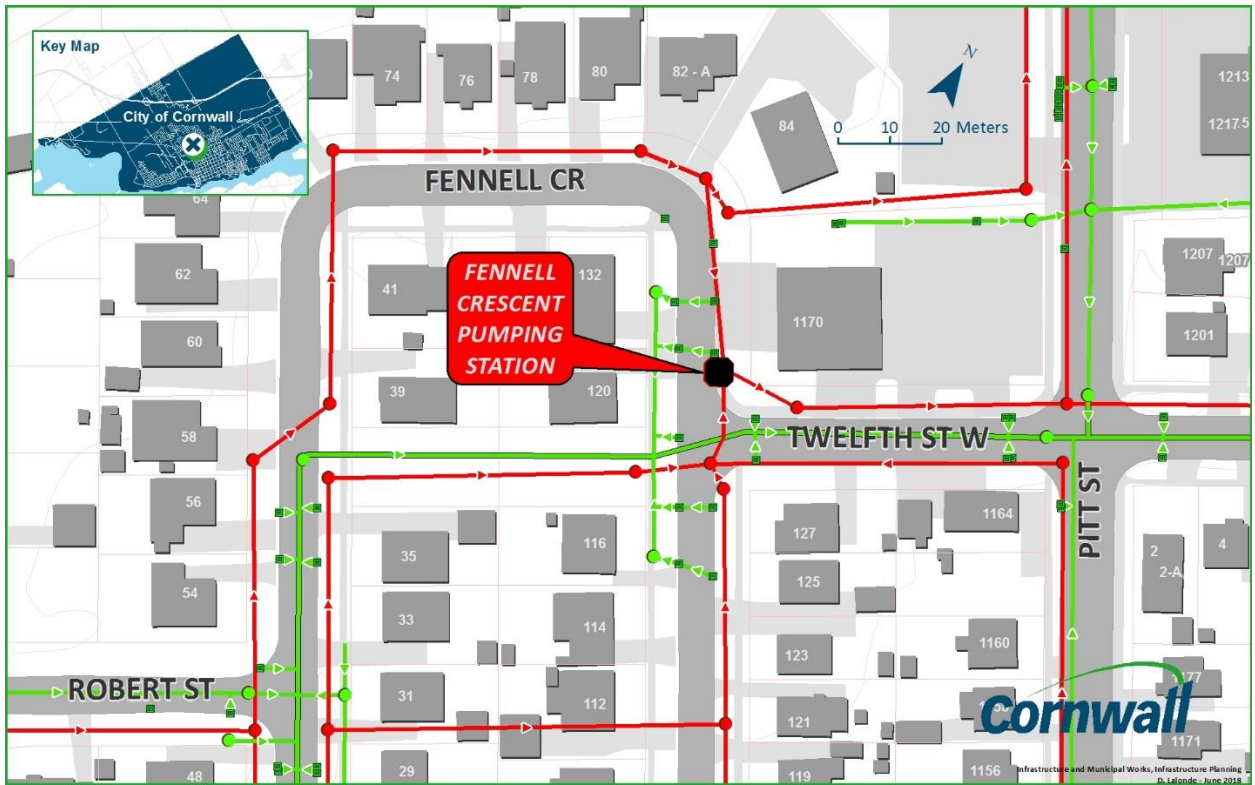 Key Map
City of Cornwall
74
76
78
80
82 - A
84
N
0 10 20 Meters
1213
1217.5
64
FENNELL CR
62
41
FENNELL
CRESCENT
PUMPING
STATION
132
1170
1207
1207
60
1201
39
120
58
TWELFTH ST W
PITT ST
56
35
116
127
1164
2
2-A
4
54
33
114
125
123
1160
ROBERT ST
31
112
121
1177
Cornwall
1171
48
29
119
1156
Infrastructure and Municipal Works, Infrastructure Planning
D. Lalonde - June 2018